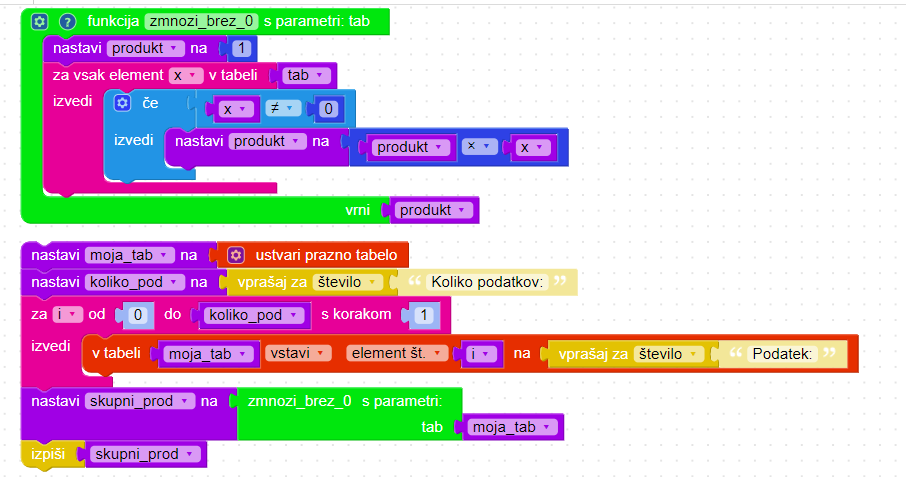 ? funkcija zmnozi_brez_0 s parametri: tab
nastavi produkt na 1
za vsak element x v tabeli tab
izvedi če x ≠ 0
izvedi nastavi produkt na produkt × x
vrni produkt
nastavi moja_tab na ustvari prazno tabelo
nastavi koliko_pod na vprašaj za število “ Koliko podatkov: ”
za i od 0 do koliko_pod s korakom 1
izvedi v tabeli moja_tab vstavi element št. i na vprašaj za število “ Podatek: ”
nastavi skupni_prod na zmnozi_brez_0 s parametri:
tab moja_tab
izpiši skupni_prod